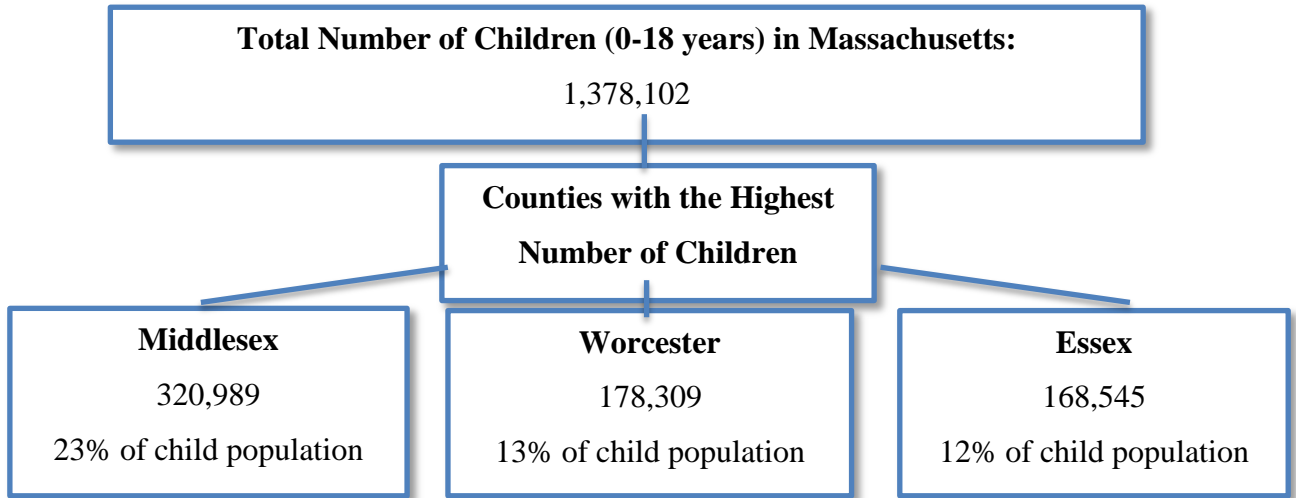 Total Number of Children (0-18 years) in Massachusetts:
1,378,102
Counties with the Highest
Number of Children
Middlesex
320,989
23% of child population
Worcester
178,309
13% of child population
Essex
168,545
12% of child population